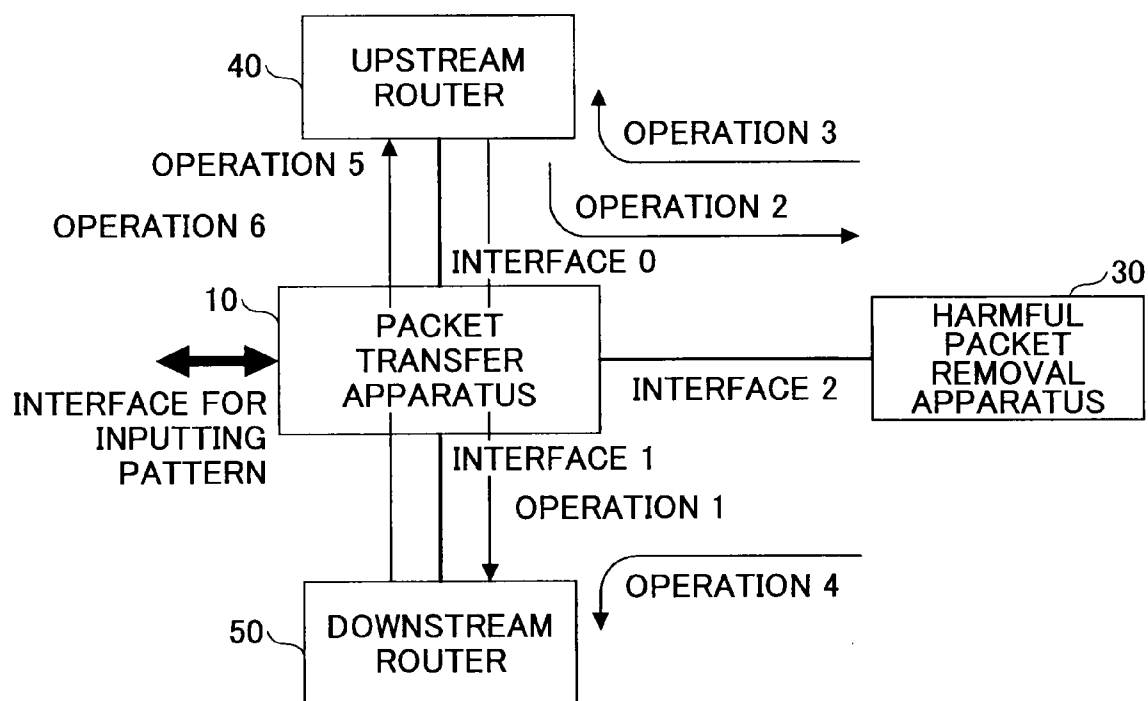 40
UPSTREAM
ROUTER
OPERATION 3
OPERATION 5
OPERATION 2
OPERATION 6
INTERFACE 0
10
30
PACKET
TRANSFER
APPARATUS
HARMFUL
PACKET
REMOVAL
APPARATUS
INTERFACE 2
INTERFACE FOR
INPUTTING
PATTERN
INTERFACE 1
OPERATION 1
OPERATION 4
50
DOWNSTREAM
ROUTER